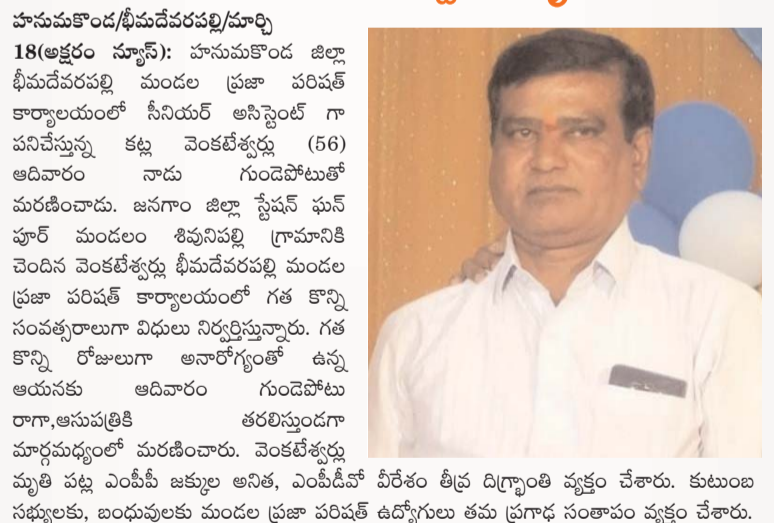 హనుమకొండ/భీమదేవరపల్లి/మార్చి
18(అక్షరం న్యూస్): హనుమకొండ జిల్లా
భీమదేవరపల్లి మండల ప్రజా పరిషత్
కార్యాలయంలో సీనియర్ అసిస్టెంట్ గా
పనిచేస్తున్న కట్ల వెంకటేశ్వర్లు (56)
ఆదివారం నాడు గుండెపోటుతో
మరణించాడు. జనగాం జిల్లా స్టేషన్ ఘన్
పూర్ మండలం శివునిపల్లి గ్రామానికి
చెందిన వెంకటేశ్వర్లు భీమదేవరపల్లి మండల
ప్రజా పరిషత్ కార్యాలయంలో గత కొన్ని
సంవత్సరాలుగా విధులు నిర్వర్తిస్తున్నారు. గత
కొన్ని రోజులుగా అనారోగ్యంతో ఉన్న
ఆయనకు ఆదివారం గుండెపోటు
రాగా,ఆసుపత్రికి తరలిస్తుండగా
మార్గమధ్యంలో మరణించారు. వెంకటేశ్వర్లు
మృతి పట్ల ఎంపీపీ జక్కుల అనిత, ఎంపీడీవో వీరేశం తీవ్ర దిగ్భ్రాంతి వ్యక్తం చేశారు. కుటుంబ
సభ్యులకు, బంధువులకు మండల ప్రజా పరిషత్ ఉద్యోగులు తమ ప్రగాఢ సంతాపం వ్యక్తం చేశారు.